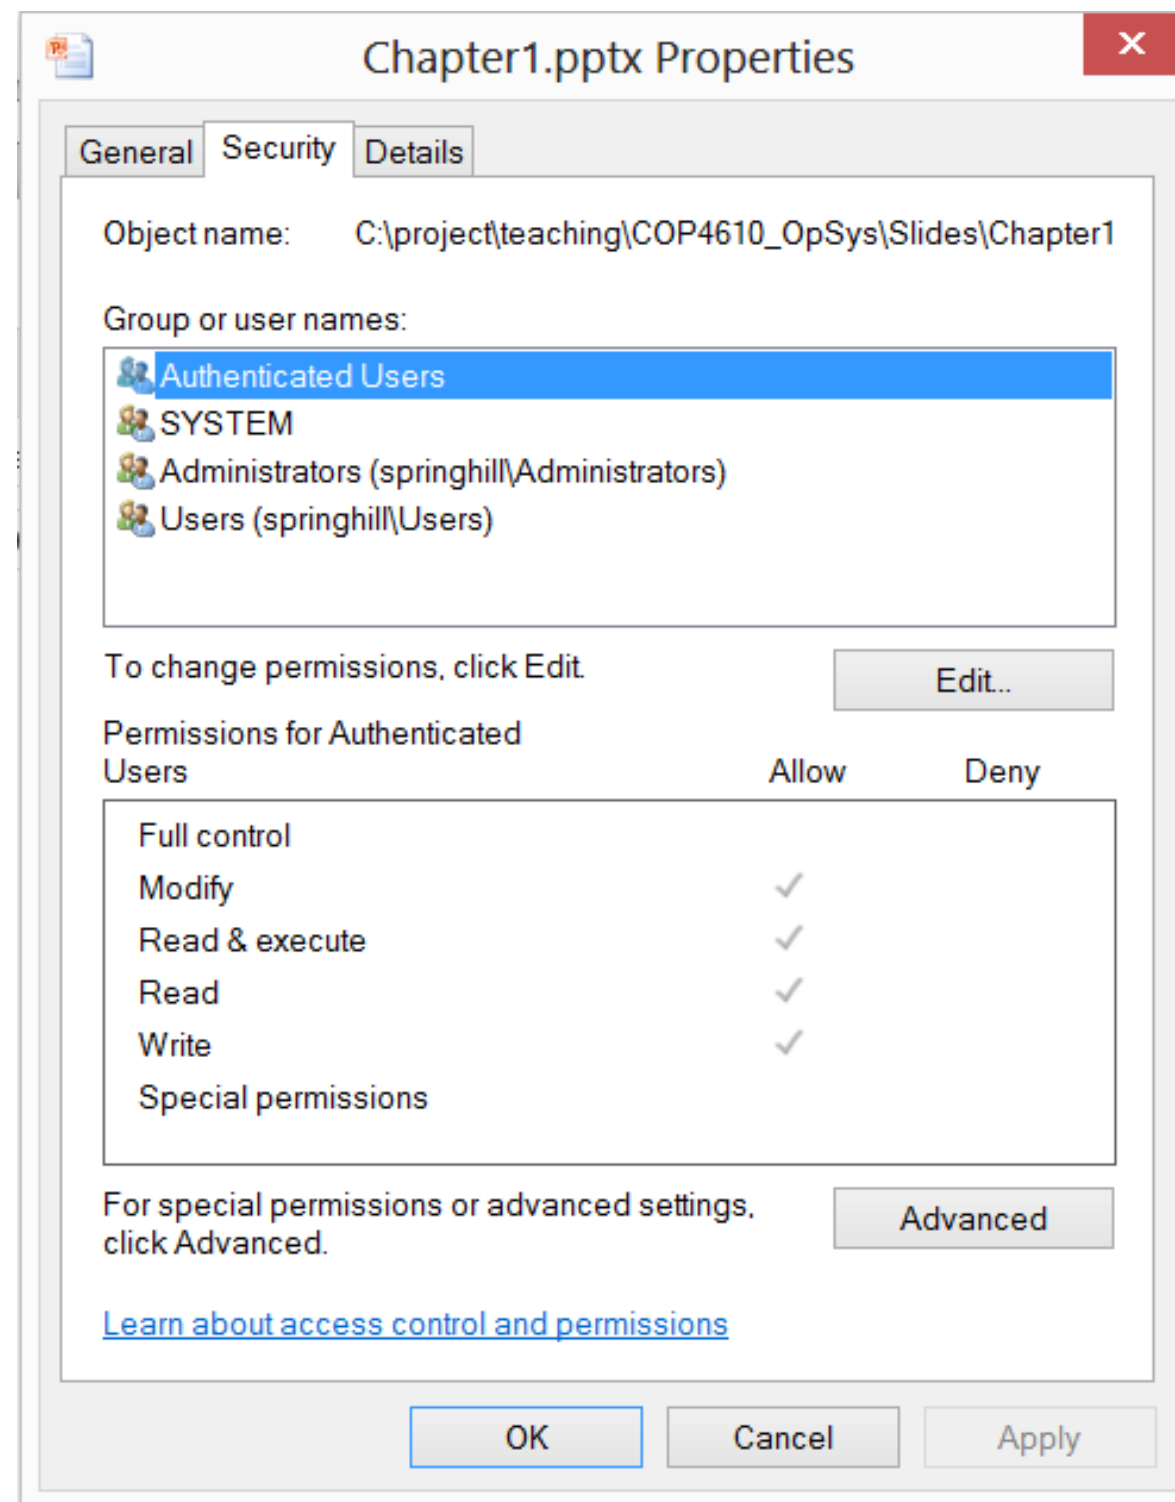 Chapter1.pptx Properties
General Security Details
Object name: C:\project\teaching\COP4610_OpSys\Slides\Chapter1
Group or user names:
Authenticated Users
SYSTEM
Administrators (springhill\Administrators)
Users (springhill\Users)
To change permissions, click Edit.
Edit...
Permissions for Authenticated
Users Allow Deny
Full control
Modify
Read & execute
Read
Write
Special permissions
For special permissions or advanced settings,
click Advanced.
Advanced
Learn about access control and permissions
OK Cancel Apply